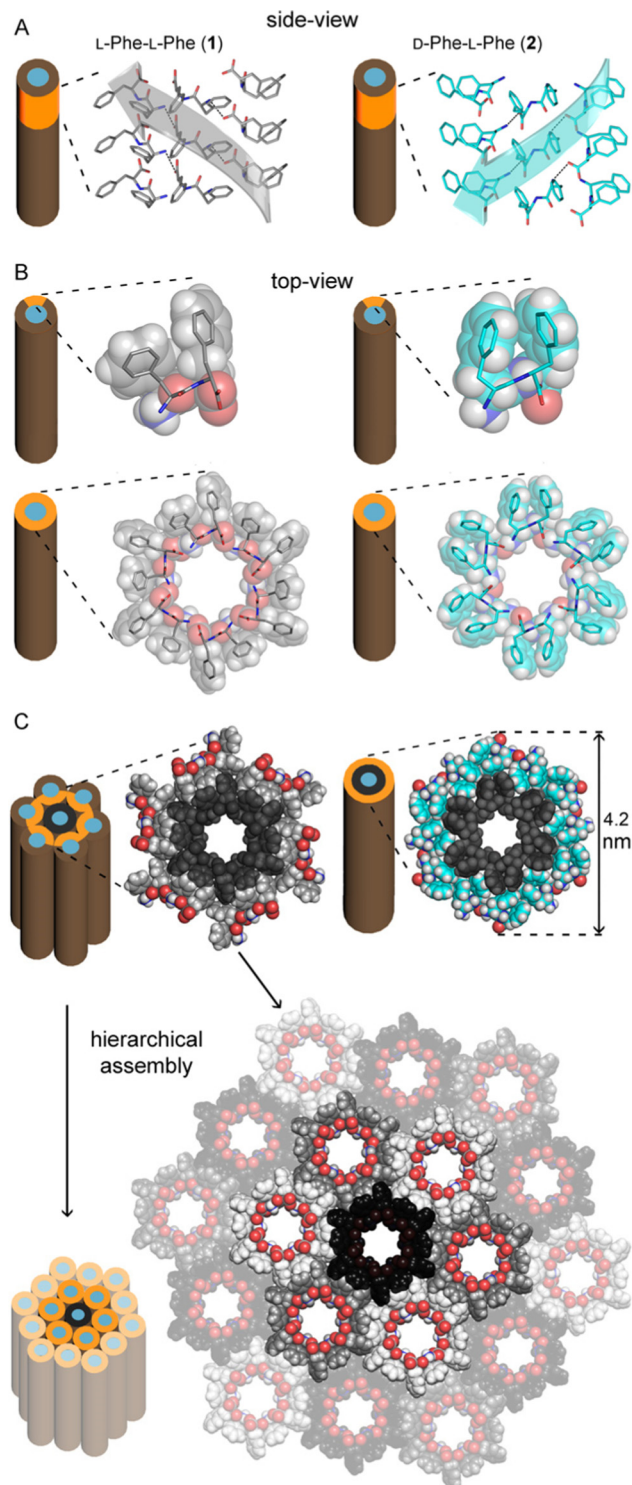 A
side-view
L-Phe-L-Phe (1)
D-Phe-L-Phe (2)
B
top-view
C
4.2
nm
hierarchical
assembly